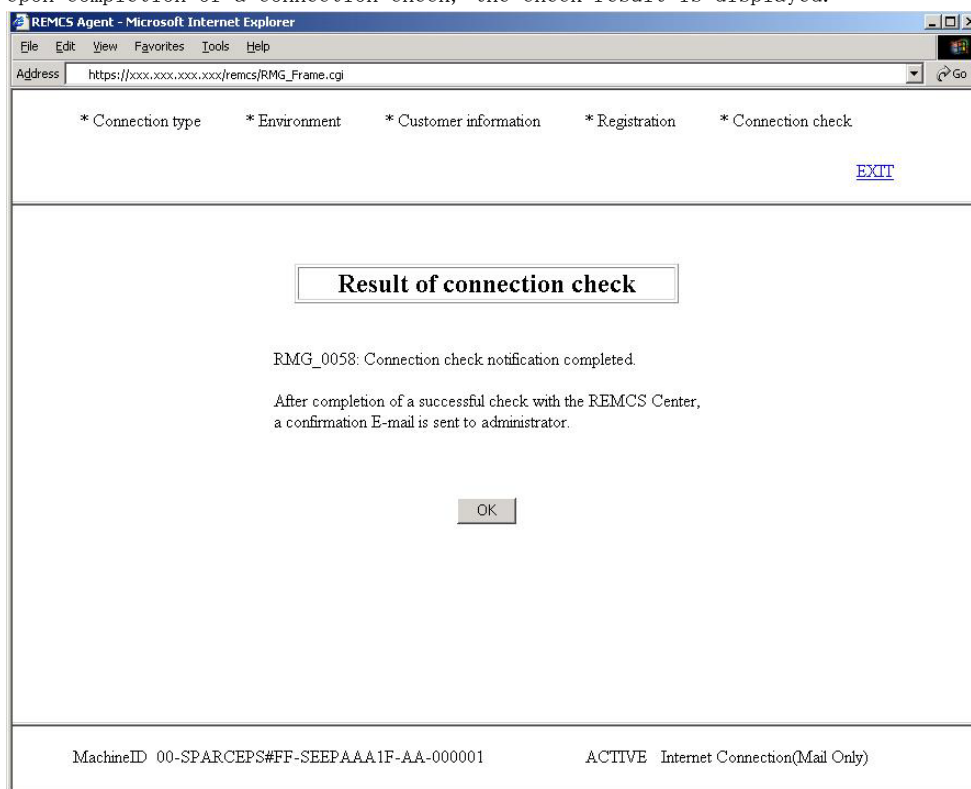 upon completion of a connection check, the check result is displayed.
REMCS Agent - Microsoft Internet Explorer
File Edit View Favorites Tools Help
Address https://xxx.xxx.xxx.xxx/remcs/RMG_Frame.cgi Go
* Connection type * Environment * Customer information * Registration * Connection check
EXIT
Result of connection check
RMG_0058: Connection check notification completed.
After completion of a successful check with the REMCS Center,
a confirmation E-mail is sent to administrator.
OK
MachineID 00-SPARCEPS#FF-SEEPAAA1F-AA-000001 ACTIVE Internet Connection(Mail Only)